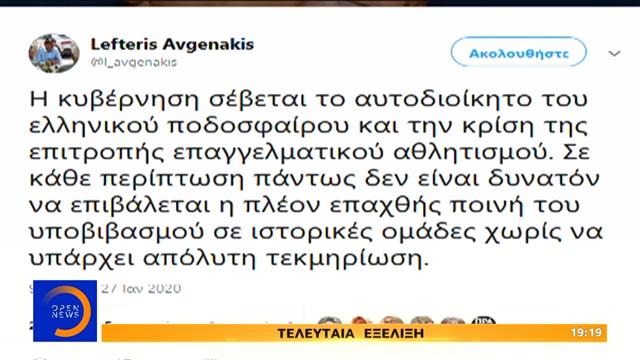 Lefteris Avgenakis
@l_avgenakis
Ακολουθήστε
Η κυβέρνηση σέβεται το αυτοδιοίκητο του
ελληνικού ποδοσφαίρου και την κρίση της
επιτροπής επαγγελματικού αθλητισμού. Σε
κάθε περίπτωση πάντως δεν είναι δυνατόν
να επιβάλεται η πλέον επαχθής ποινή του
υποβιβασμού σε ιστορικές ομάδες χωρίς να
υπάρχει απόλυτη τεκμηρίωση.
27 Ιαν 2020
OPEN
NEWS
ΤΕΛΕΥΤΑΙΑ ΕΞΕΛΙΞΗ
19:19